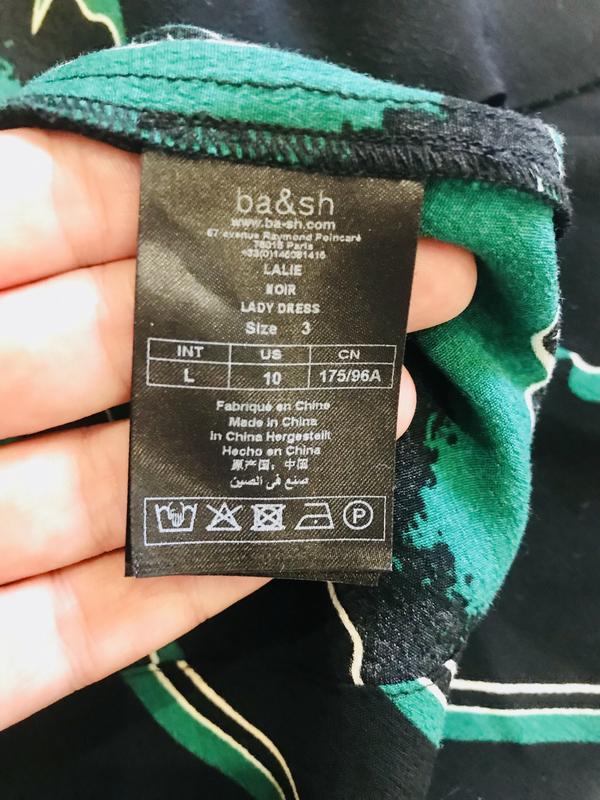 ba&sh
www.ba-sh.com
67 avenue Raymond Poincaré
75016 Paris
+33(0)146081416
LALIE
NOIR
LADY DRESS
Size 3
INT US CN
L 10 175/96A
Fabriqué en Chine
Made in China
In China Hergestellt
Hecho en China
原产国：中国
صنع في الصين
P